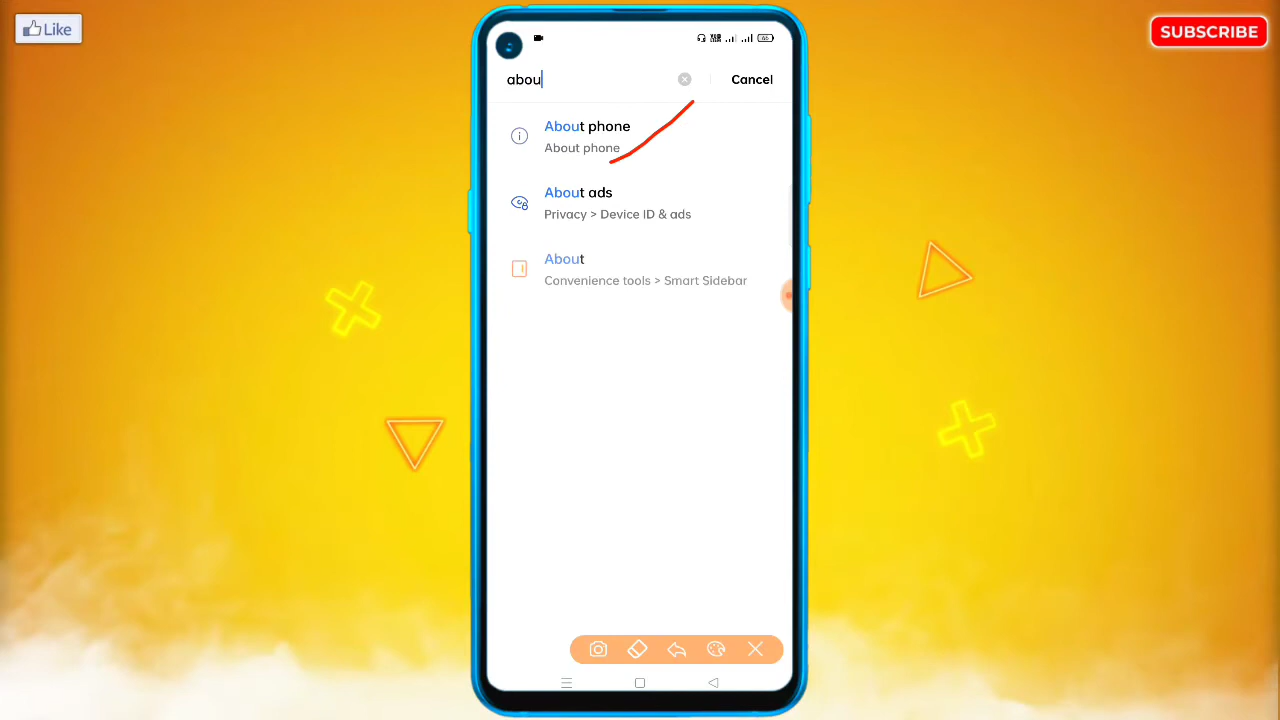 Like
SUBSCRIBE
abou
Cancel
About phone
About phone
About ads
Privacy > Device ID & ads
About
Convenience tools > Smart Sidebar